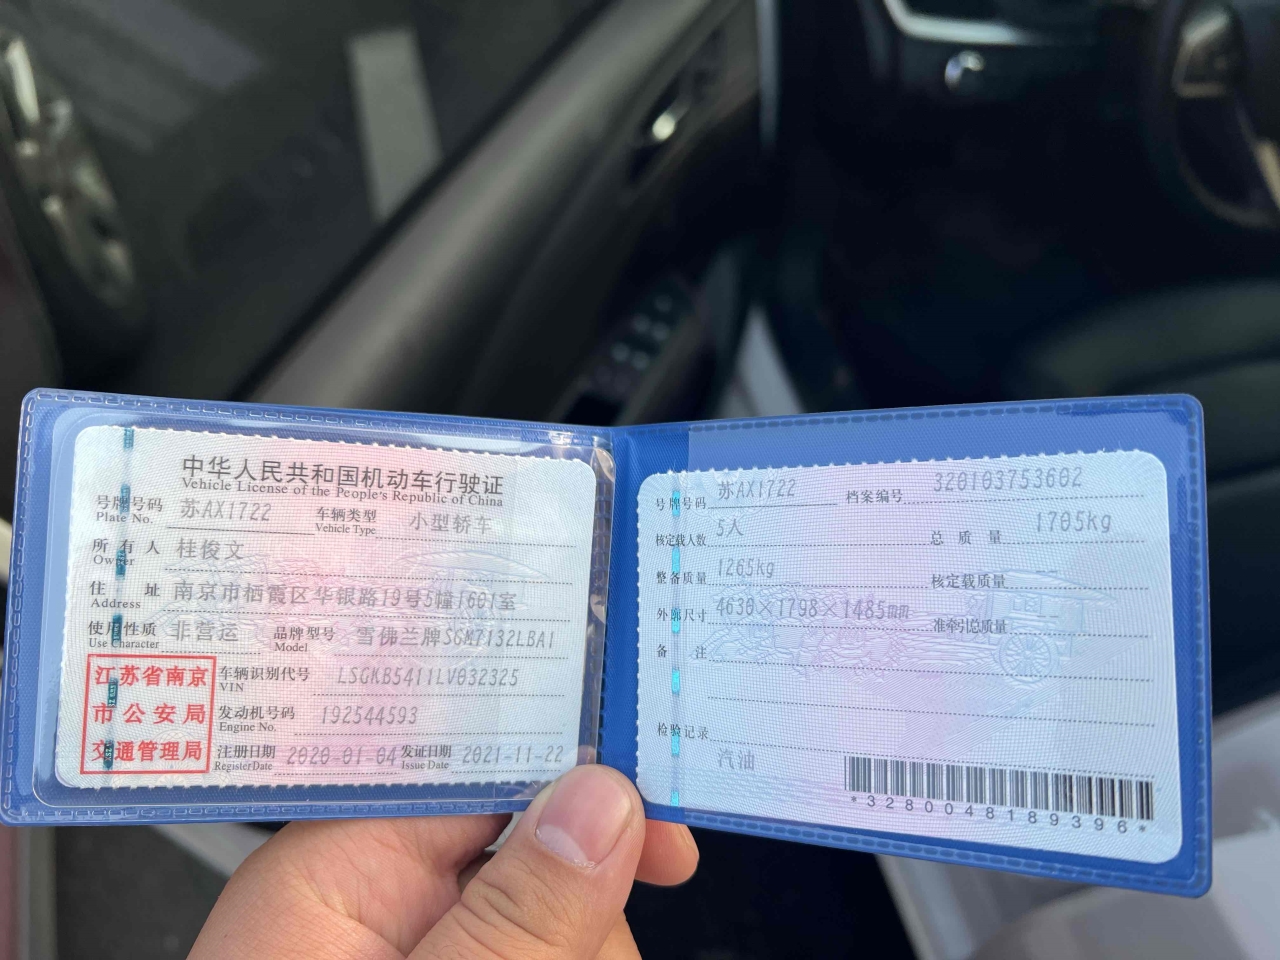 中华人民共和国机动车行驶证
Vehicle License of the People's Republic of China
号牌号码 苏AX1722 车辆类型 小型轿车
Plate No. Vehicle Type
所有人 桂俊文
Owner
住址 南京市栖霞区华银路19号5幢1601室
Address
使用性质 非营运 品牌型号 雪佛兰牌SGM7132LBA1
Use Character Model
江苏省南京
市公安局
交通管理局
车辆识别代号 LSGKB5411LV032325
VIN
发动机号码 192544593
Engine No.
注册日期 2020-01-04 发证日期 2021-11-22
Register Date Issue Date
号牌号码 苏AX1722 档案编号 320103753602
核定载人数 5人 总质量 1705kg
整备质量 1265kg 核定载质量 --
外廓尺寸 4630×1798×1485mm 准牵引总质量 --
备注
检验记录
汽油
*3280048189396*